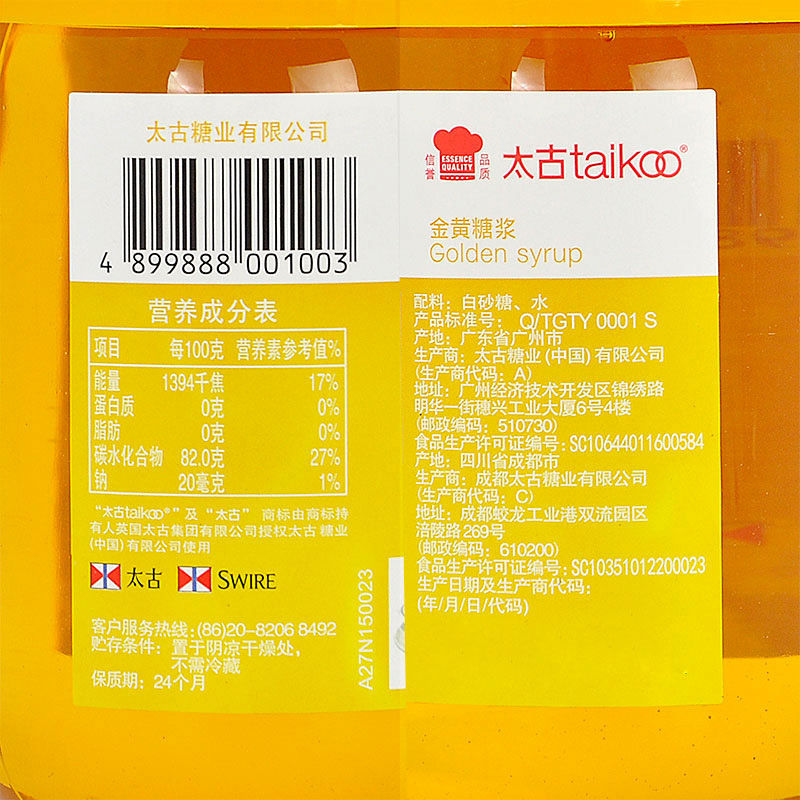 太古糖业有限公司
4 899888 001003
营养成分表
项目 每100克 营养素参考值%
能量 1394千焦 17%
蛋白质 0克 0%
脂肪 0克 0%
碳水化合物 82.0克 27%
钠 20毫克 1%
“太古taikoo®”及“太古” 商标由商标持
有人英国太古集团有限公司授权太古糖业
(中国)有限公司使用
太古 SWIRE
客户服务热线:(86)20-8206 8492
贮存条件: 置于阴凉干燥处,
不需冷藏
保质期: 24个月
A27N150023
信誉 ESSENCE QUALITY 品质 太古taikoo®
金黄糖浆
Golden syrup
配料: 白砂糖、水
产品标准号: Q/TGTY 0001 S
产地: 广东省广州市
生产商: 太古糖业(中国)有限公司
(生产商代码: A)
地址: 广州经济技术开发区锦绣路
明华一街穗兴工业大厦6号4楼
(邮政编码: 510730)
食品生产许可证编号: SC10644011600584
产地: 四川省成都市
生产商: 成都太古糖业有限公司
(生产商代码: C)
地址: 成都蛟龙工业港双流园区
涪陵路269号
(邮政编码: 610200)
食品生产许可证编号: SC10351012200023
生产日期及生产商代码:
(年/月/日/代码)